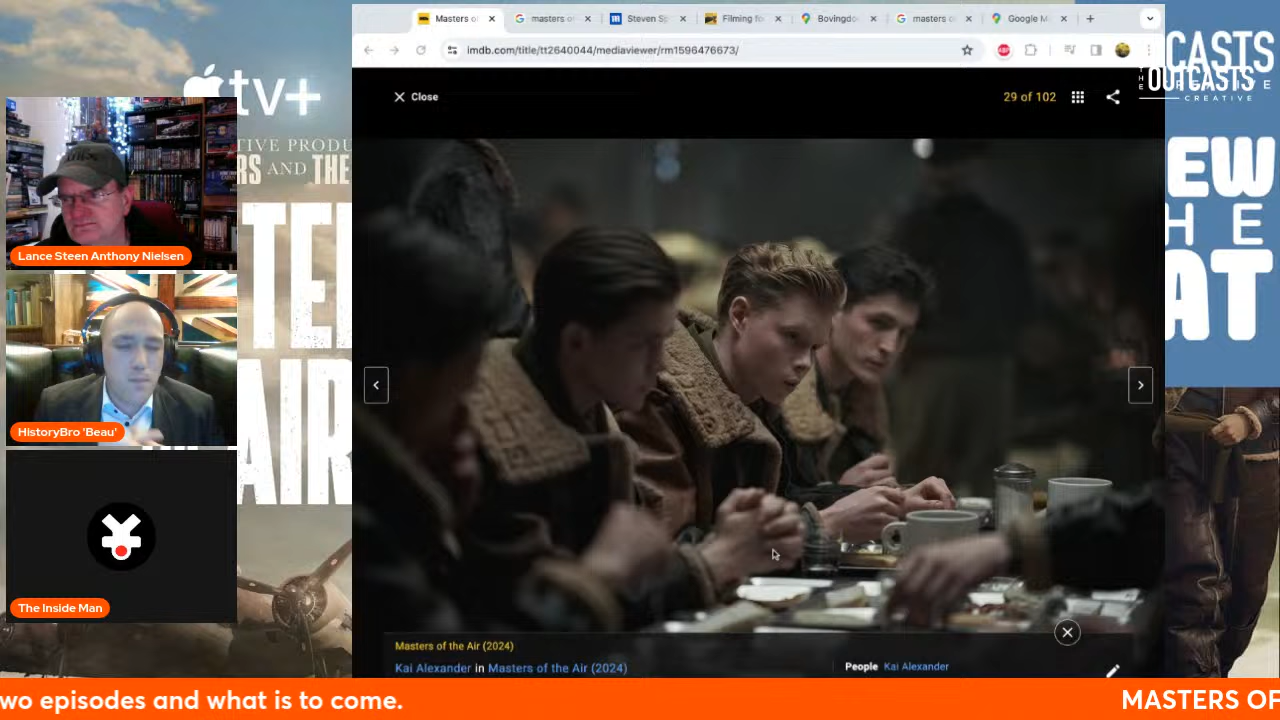 Masters o
masters o
Steven Sp
Filming fo
Bovingdo
masters o
Google M
imdb.com/title/tt2640044/mediaviewer/rm1596476673/
Close
29 of 102
tv+
TIVE PRODU
RS AND THE
TE
AIR
CASTS
THE
OUTCASTS
CREATIVE
EW
HE
AT
Lance Steen Anthony Nielsen
HistoryBro 'Beau'
The Inside Man
Masters of the Air (2024)
Kai Alexander in Masters of the Air (2024)
People Kai Alexander
wo episodes and what is to come.
MASTERS OF